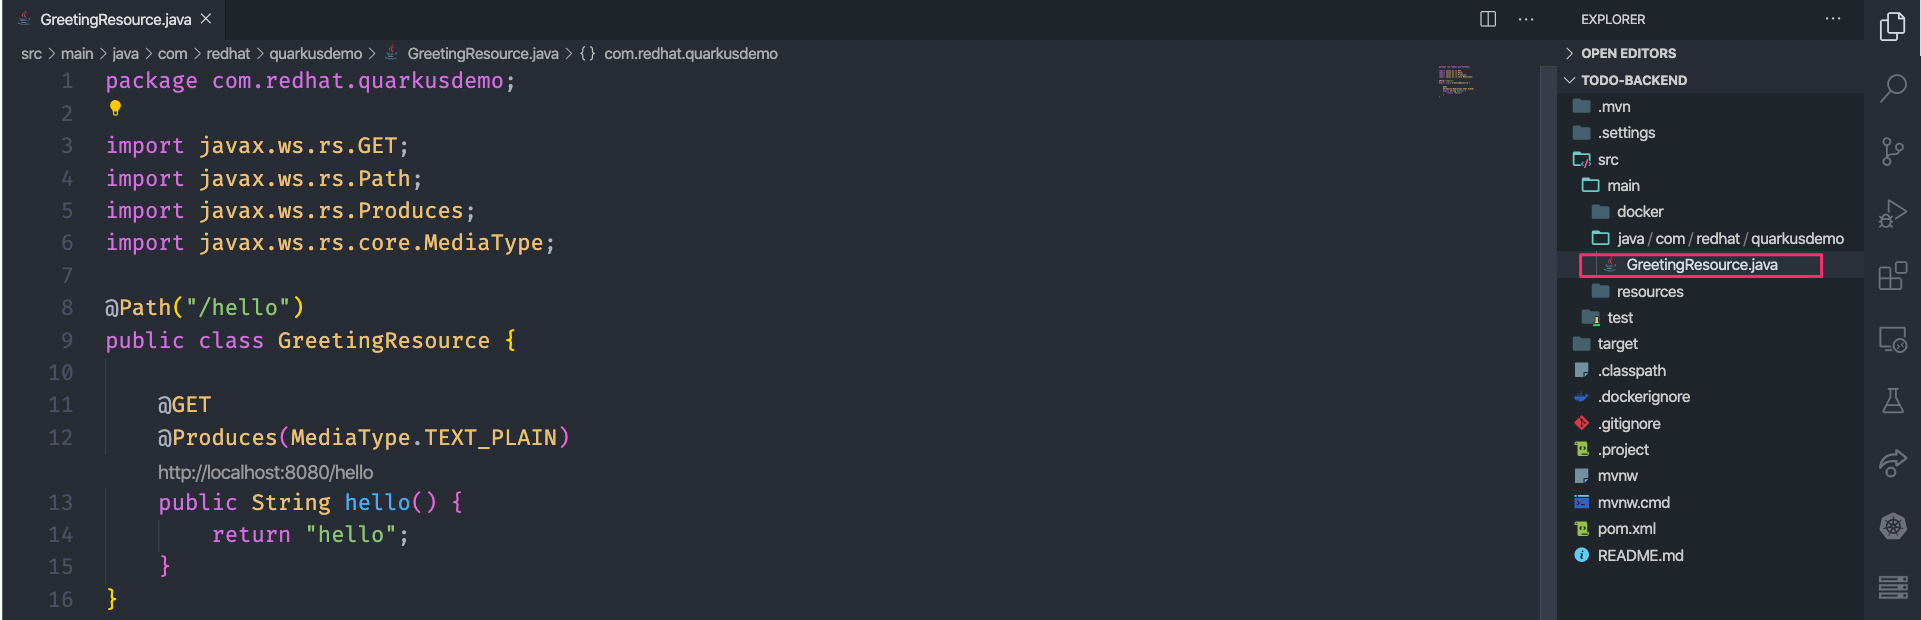 GreetingResource.java
src > main > java > com > redhat > quarkusdemo > GreetingResource.java > {} com.redhat.quarkusdemo
1 package com.redhat.quarkusdemo;
2
3 import javax.ws.rs.GET;
4 import javax.ws.rs.Path;
5 import javax.ws.rs.Produces;
6 import javax.ws.rs.core.MediaType;
7
8 @Path("/hello")
9 public class GreetingResource {
10
11 @GET
12 @Produces(MediaType.TEXT_PLAIN)
http://localhost:8080/hello
13 public String hello() {
14 return "hello";
15 }
16 }
EXPLORER
OPEN EDITORS
TODO-BACKEND
.mvn
.settings
src
main
docker
java / com / redhat / quarkusdemo
GreetingResource.java
resources
test
target
.classpath
.dockerignore
.gitignore
.project
mvnw
mvnw.cmd
pom.xml
README.md